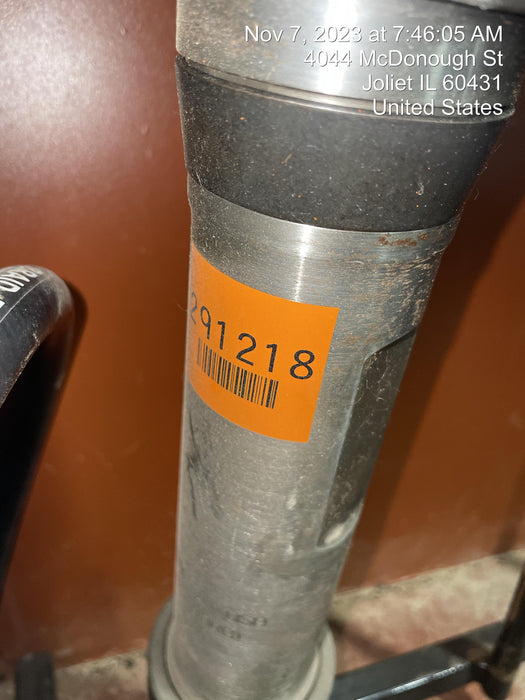 Nov 7, 2023 at 7:46:05 AM
4044 McDonough St
Joliet IL 60431
United States
291218